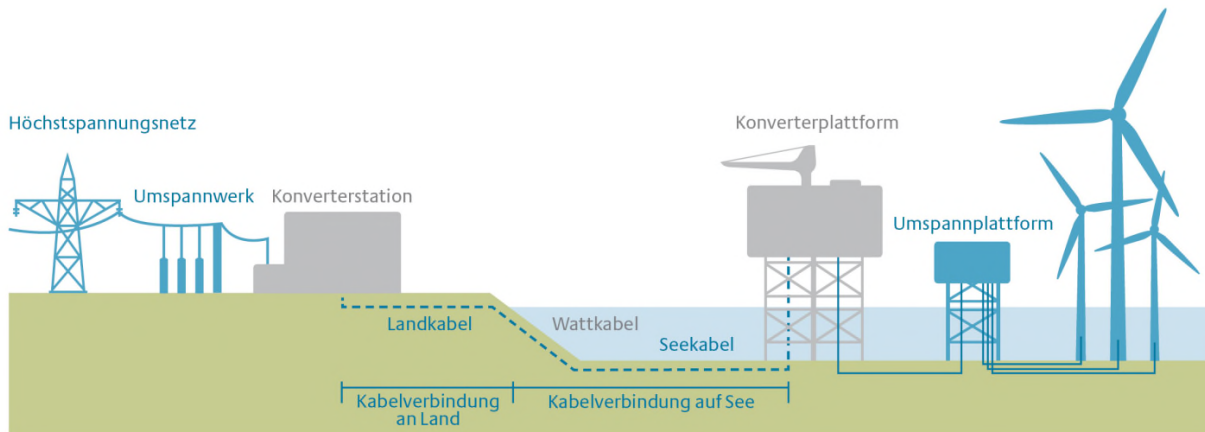 Höchstspannungsnetz
Umspannwerk
Konverterstation
Konverterplattform
Umspannplattform
Landkabel
Wattkabel
Seekabel
Kabelverbindung
an Land
Kabelverbindung auf See